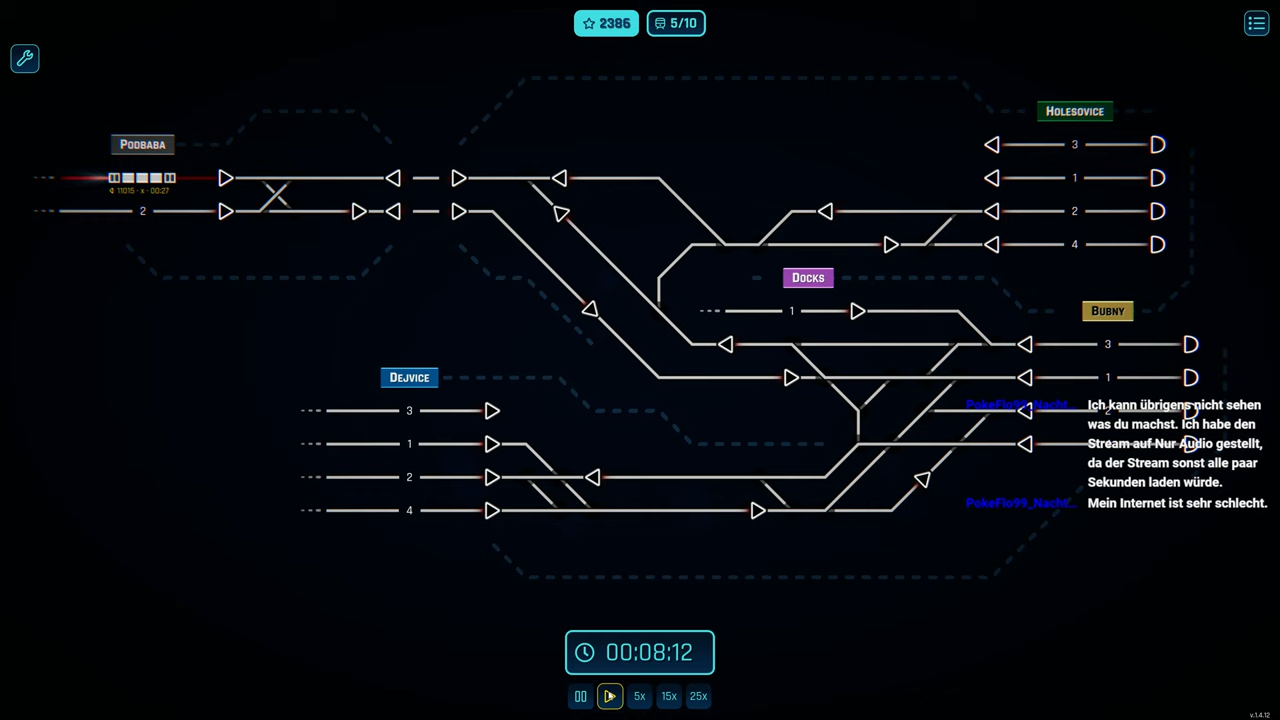 2386
5/10
HOLESOVICE
PODBABA
3
11015 - x - 00:27
1
2
2
4
DOCKS
1
BUBNY
3
DEJVICE
1
3
PokeFlo99_Nacht... Ich kann übrigens nicht sehen
was du machst. Ich habe den
1
Stream auf Nur Audio gestellt,
da der Stream sonst alle paar
2
Sekunden laden würde.
4
PokeFlo99_Nacht... Mein Internet ist sehr schlecht.
00:08:12
5x
15x
25x
v.1.4.12